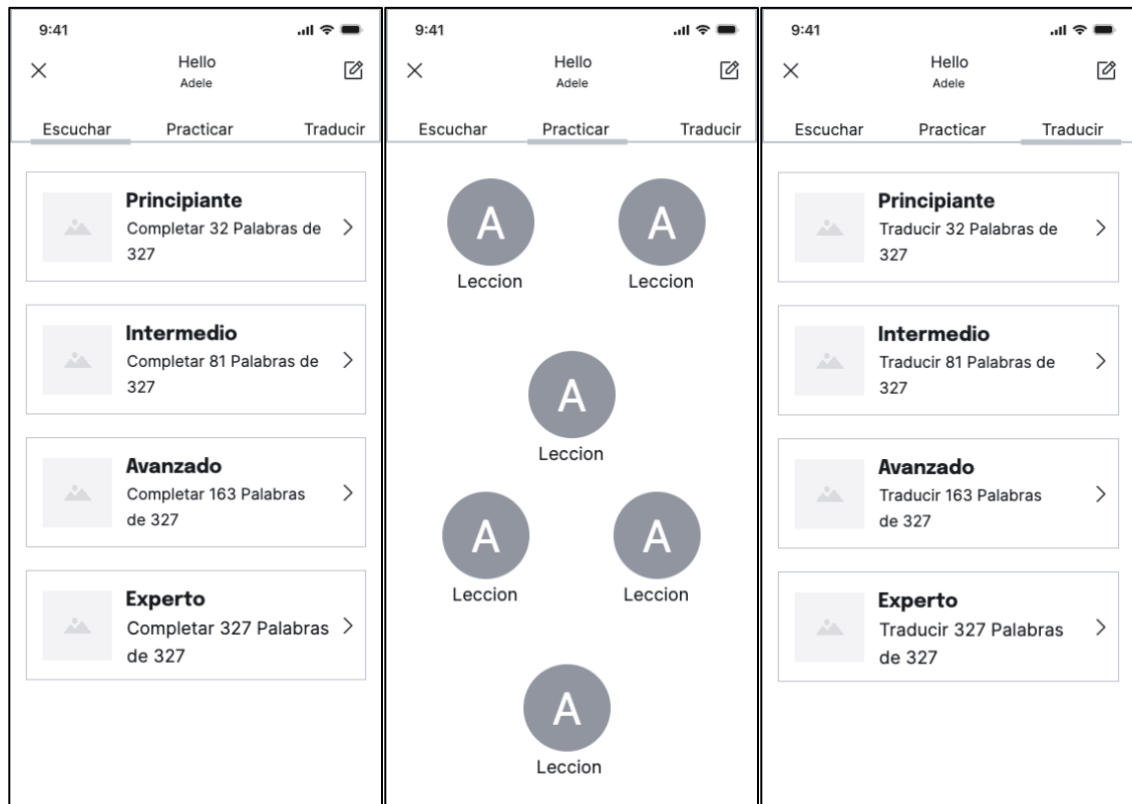 9:41
Hello
Adele
Escuchar Practicar Traducir
Principiante
Completar 32 Palabras de
327
Intermedio
Completar 81 Palabras de
327
Avanzado
Completar 163 Palabras
de 327
Experto
Completar 327 Palabras
de 327
9:41
Hello
Adele
Escuchar Practicar Traducir
A A
Leccion Leccion
A
Leccion
A A
Leccion Leccion
A
Leccion
9:41
Hello
Adele
Escuchar Practicar Traducir
Principiante
Traducir 32 Palabras de
327
Intermedio
Traducir 81 Palabras de
327
Avanzado
Traducir 163 Palabras
de 327
Experto
Traducir 327 Palabras
de 327